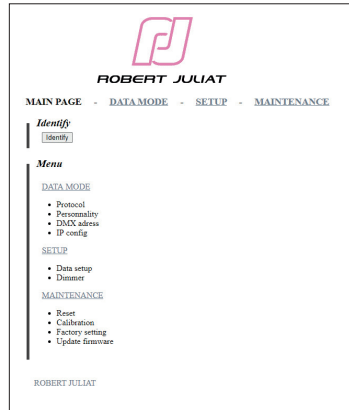 ROBERT JULIAT
MAIN PAGE - DATA MODE - SETUP - MAINTENANCE
Identify
Identify
Menu
DATA MODE
• Protocol
• Personnality
• DMX adress
• IP config
SETUP
• Data setup
• Dimmer
MAINTENANCE
• Reset
• Calibration
• Factory setting
• Update firmware
ROBERT JULIAT